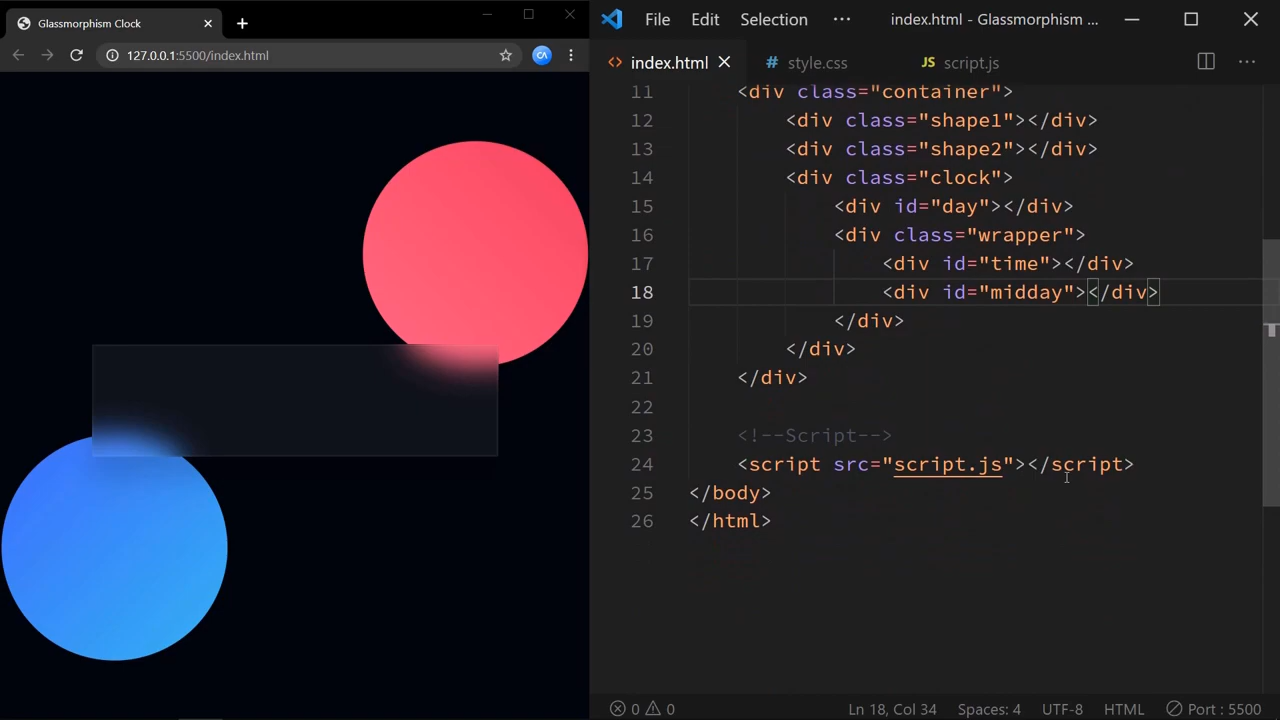 Glassmorphism Clock
127.0.0.1:5500/index.html
CA
File Edit Selection ··· index.html - Glassmorphism ...
<> index.html # style.css JS script.js ···
11 <div class="container">
12 <div class="shape1"></div>
13 <div class="shape2"></div>
14 <div class="clock">
15 <div id="day"></div>
16 <div class="wrapper">
17 <div id="time"></div>
18 <div id="midday"></div>
19 </div>
20 </div>
21 </div>
22
23 <!--Script-->
24 <script src="script.js"></script>
25 </body>
26 </html>
0 0 Ln 18, Col 34 Spaces: 4 UTF-8 HTML Port : 5500